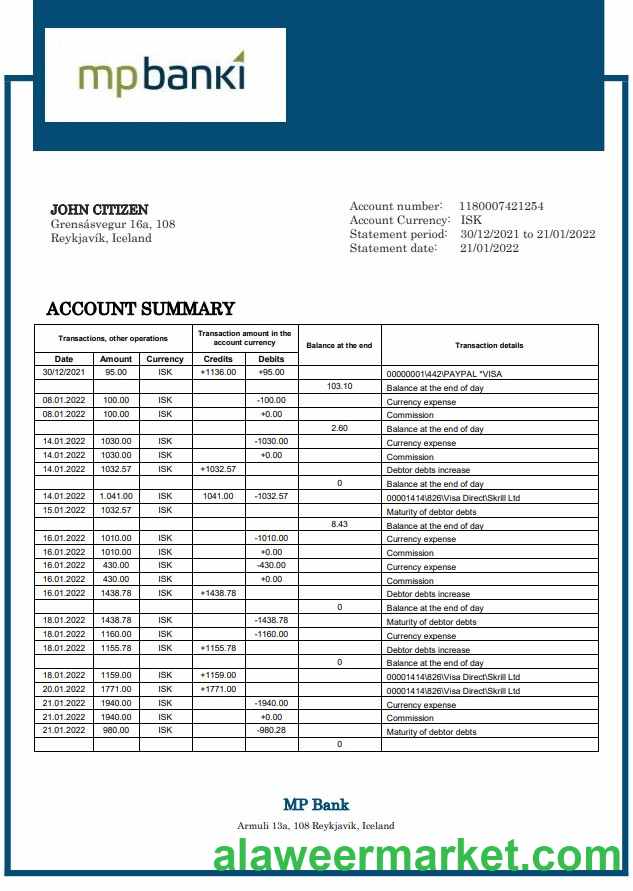 mpbanki
JOHN CITIZEN
Grensásvegur 16a, 108
Reykjavík, Iceland
Account number: 1180007421254
Account Currency: ISK
Statement period: 30/12/2021 to 21/01/2022
Statement date: 21/01/2022
ACCOUNT SUMMARY
Transactions, other operations Transaction amount in the account currency Balance at the end Transaction details
Date Amount Currency Credits Debits
30/12/2021 95.00 ISK +1136.00 +95.00 00000001\442\PAYPAL *VISA
103.10 Balance at the end of day
08.01.2022 100.00 ISK -100.00 Currency expense
08.01.2022 100.00 ISK +0.00 Commission
2.60 Balance at the end of day
14.01.2022 1030.00 ISK -1030.00 Currency expense
14.01.2022 1030.00 ISK +0.00 Commission
14.01.2022 1032.57 ISK +1032.57 Debtor debts increase
0 Balance at the end of day
14.01.2022 1.041.00 ISK 1041.00 -1032.57 00001414\826\Visa Direct\Skrill Ltd
15.01.2022 1032.57 ISK Maturity of debtor debts
8.43 Balance at the end of day
16.01.2022 1010.00 ISK -1010.00 Currency expense
16.01.2022 1010.00 ISK +0.00 Commission
16.01.2022 430.00 ISK -430.00 Currency expense
16.01.2022 430.00 ISK +0.00 Commission
16.01.2022 1438.78 ISK +1438.78 Debtor debts increase
0 Balance at the end of day
18.01.2022 1438.78 ISK -1438.78 Maturity of debtor debts
18.01.2022 1160.00 ISK -1160.00 Currency expense
18.01.2022 1155.78 ISK +1155.78 Debtor debts increase
0 Balance at the end of day
18.01.2022 1159.00 ISK +1159.00 00001414\826\Visa Direct\Skrill Ltd
20.01.2022 1771.00 ISK +1771.00 00001414\826\Visa Direct\Skrill Ltd
21.01.2022 1940.00 ISK -1940.00 Currency expense
21.01.2022 1940.00 ISK +0.00 Commission
21.01.2022 980.00 ISK -980.28 Maturity of debtor debts
0
MP Bank
Armuli 13a, 108 Reykjavik, Iceland
alaweermarket.com